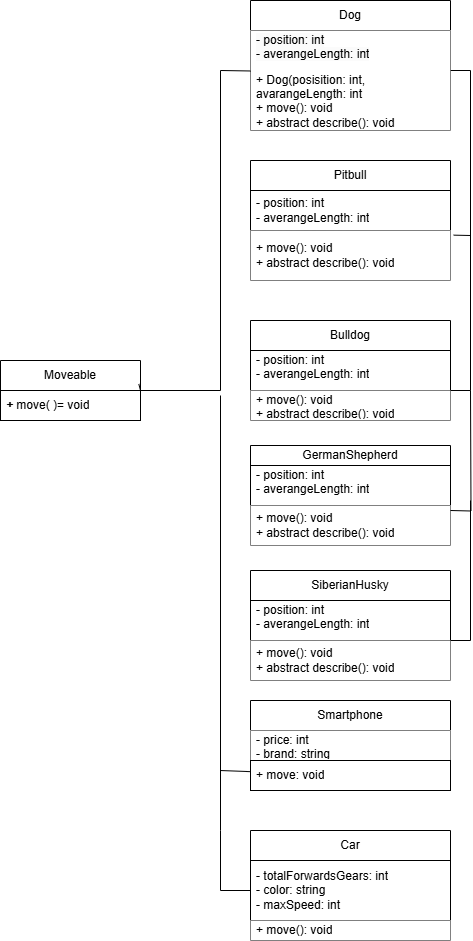 Dog
- position: int
- averangeLength: int
+ Dog(posisition: int,
avarangeLength: int
+ move(): void
+ abstract describe(): void
Pitbull
- position: int
- averangeLength: int
+ move(): void
+ abstract describe(): void
Bulldog
- position: int
- averangeLength: int
+ move(): void
+ abstract describe(): void
Moveable
+ move( )= void
GermanShepherd
- position: int
- averangeLength: int
+ move(): void
+ abstract describe(): void
SiberianHusky
- position: int
- averangeLength: int
+ move(): void
+ abstract describe(): void
Smartphone
- price: int
- brand: string
+ move: void
Car
- totalForwardsGears: int
- color: string
- maxSpeed: int
+ move(): void